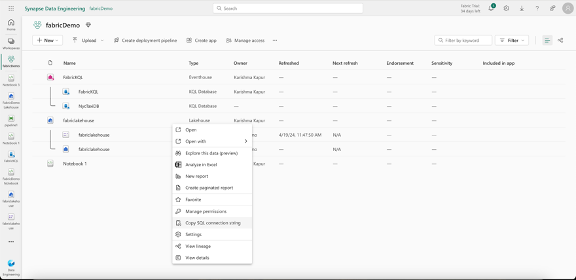 Synapse Data Engineering fabricDemo
Search
Fabric Trial:
34 days left
5
Home
fabricDemo
New
Upload
Create deployment pipeline
Create app
Manage access
Filter by keyword
Filter
Workspaces
Name Type Owner Refreshed Next refresh Endorsement Sensitivity Included in app
fabricDemo
FabricKQL Eventhouse Karishma Kapur — — — —
FabricKQL KQL Database — — — —
NycTaxiDB KQL Database — — — —
fabriclakehouse Lakehouse Karishma Kapur — — — —
fabriclakehouse 4/19/24, 11:47:50 AM N/A — —
fabriclakehouse — N/A — —
Notebook 1 Karishma Kapur — — — —
Open
Open with
Explore this data (preview)
Analyze in Excel
New report
Create paginated report
Favorite
Manage permissions
Copy SQL connection string
Settings
View lineage
View details
Data
Engineering